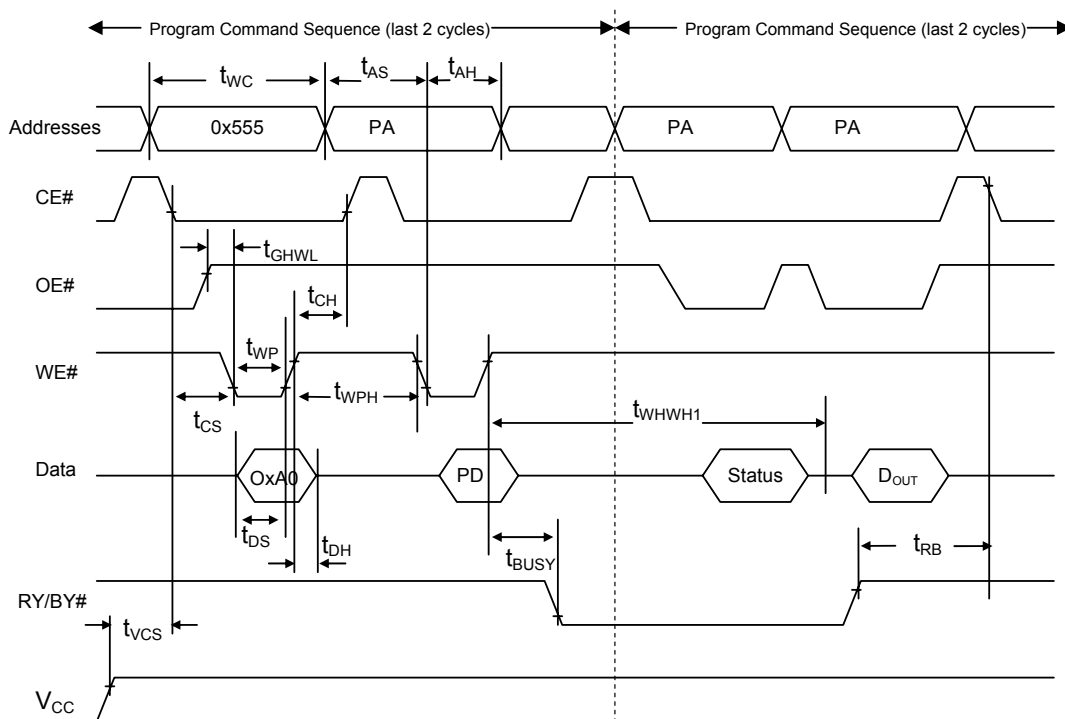 Program Command Sequence (last 2 cycles) Program Command Sequence (last 2 cycles)
tWC tAS tAH
Addresses 0x555 PA PA PA
CE#
tGHWL
OE#
tCH
WE# tWP
tCS tWPH
tWHWH1
Data OxA0 PD Status DOUT
tDS tDH tBUSY tRB
RY/BY#
tVCS
VCC